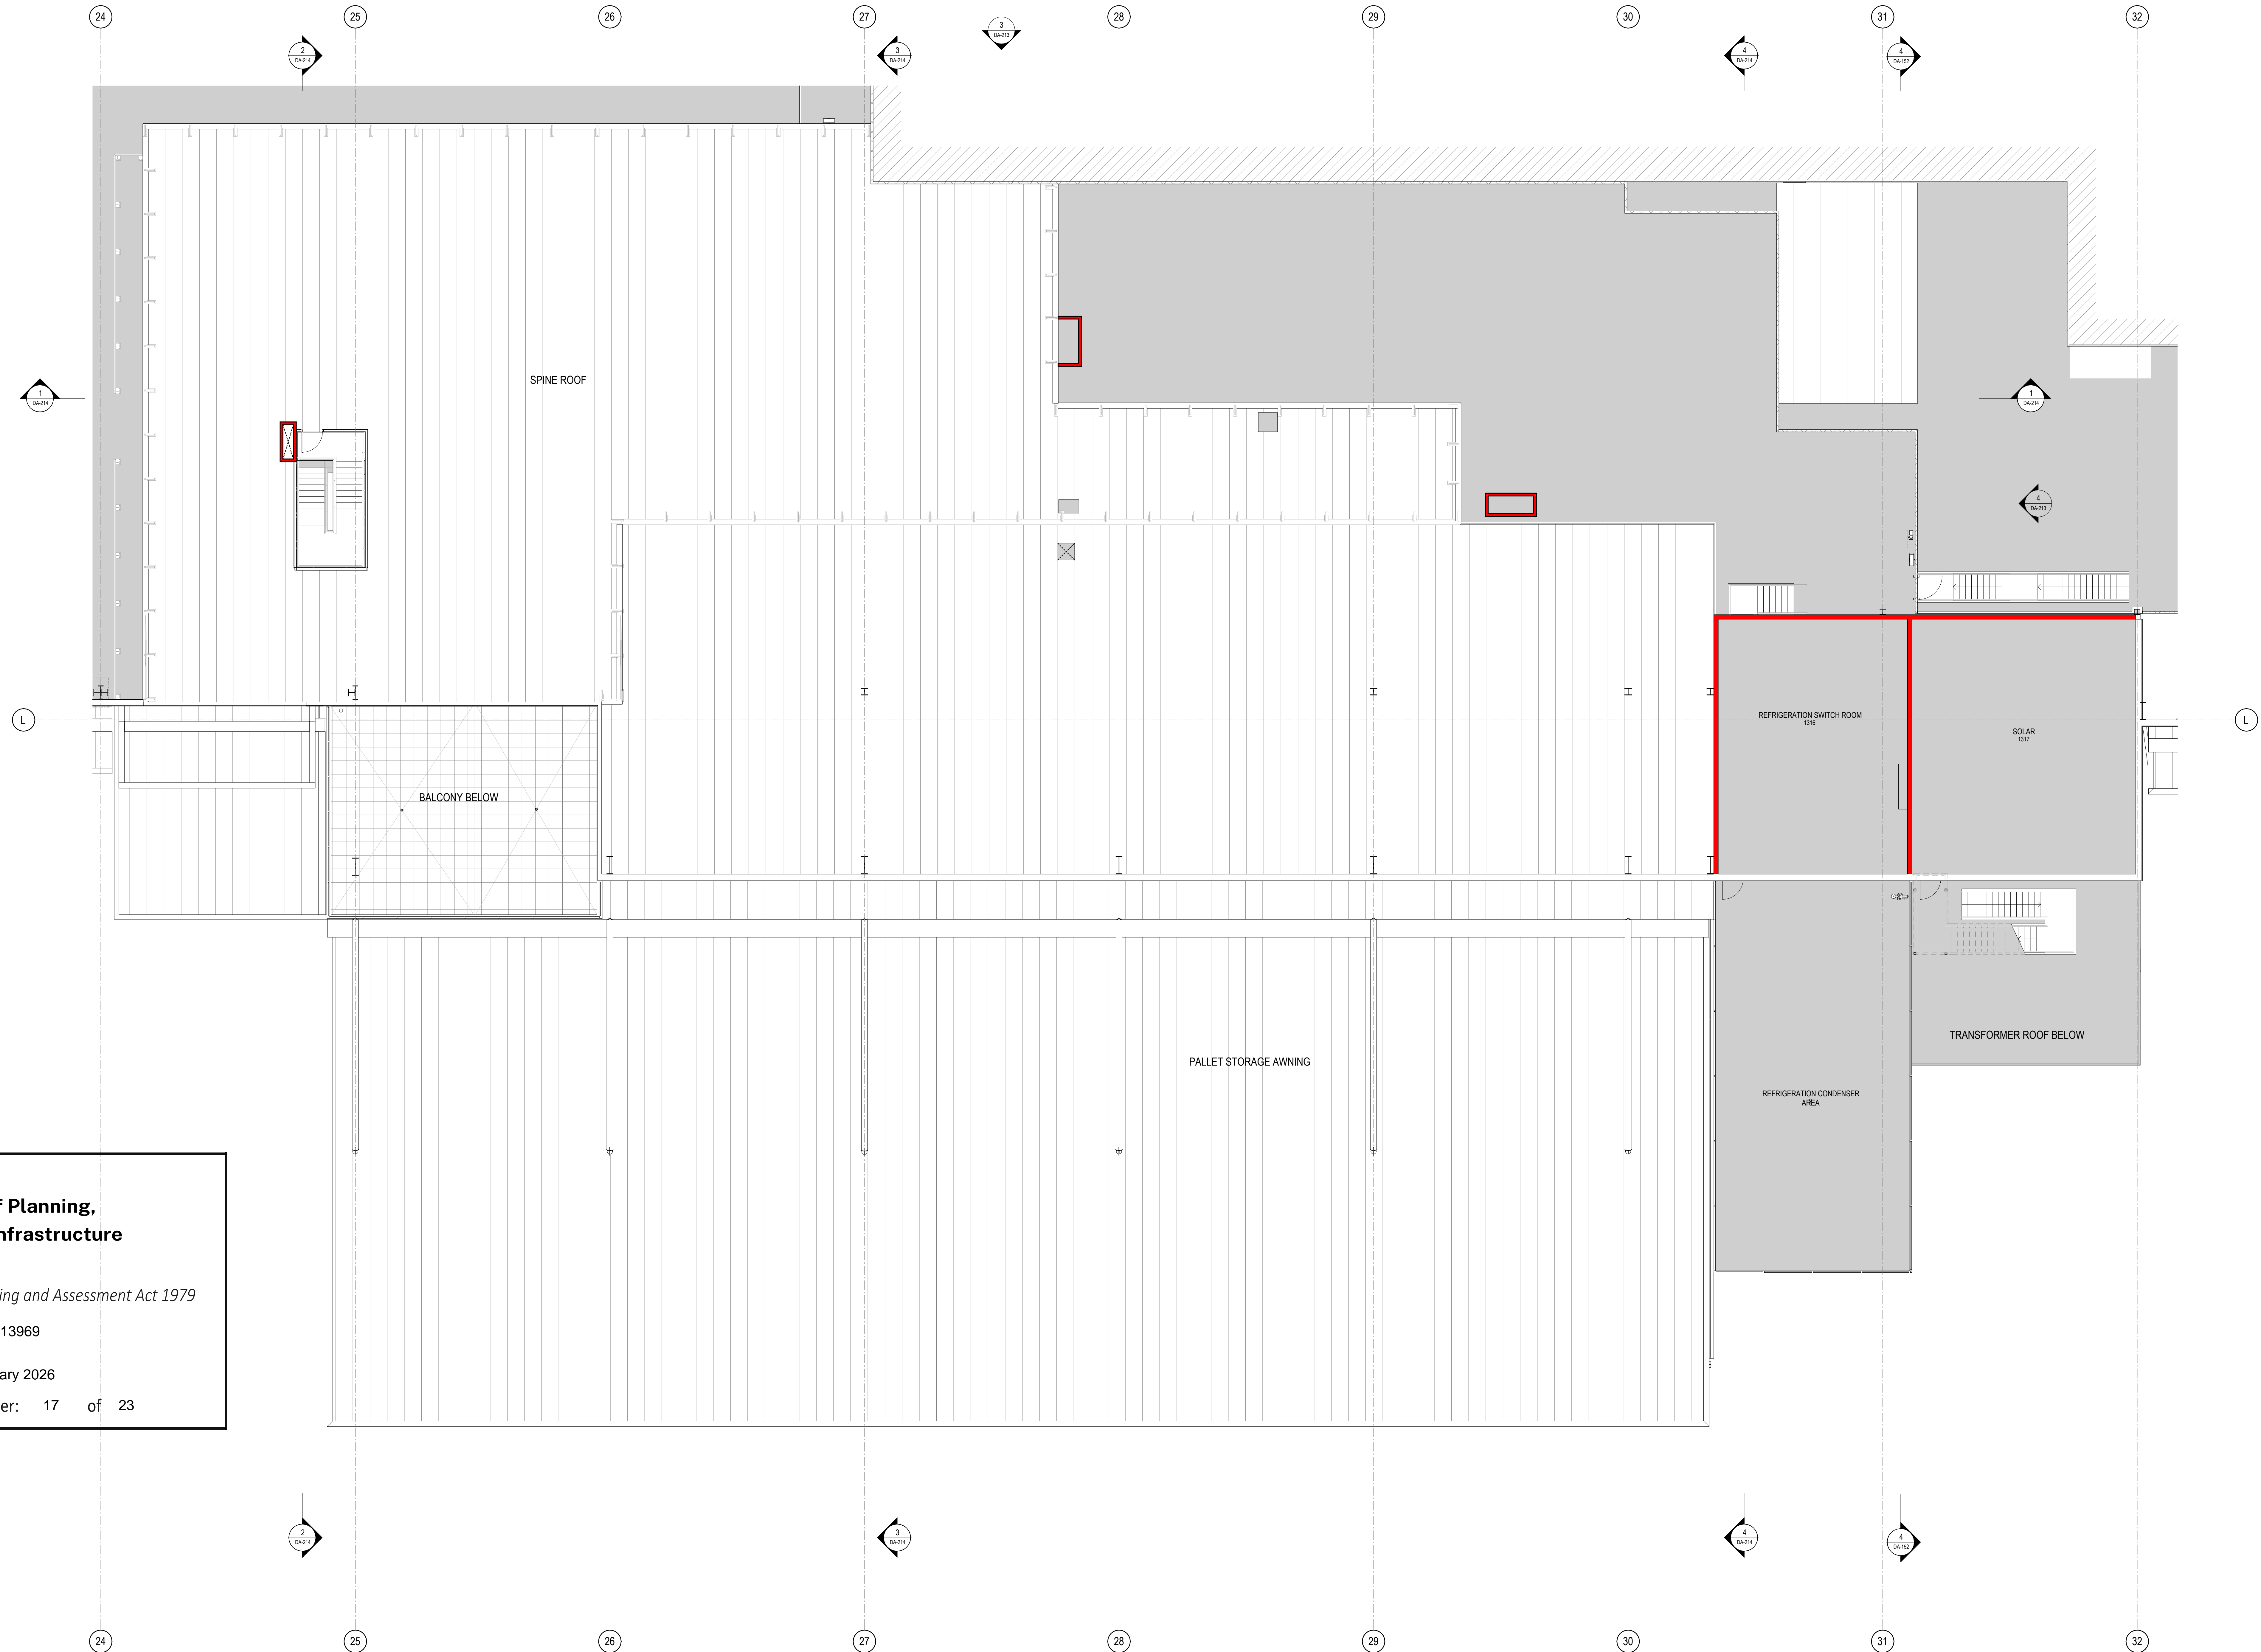 24 25 26 27 28 29 30 31 32
3
DA-213
2
DA-214
3
DA-214
4
DA-214
4
DA-152
SPINE ROOF
1
DA-214
1
DA-214
4
DA-213
L
REFRIGERATION SWITCH ROOM
1316
SOLAR
1317
L
BALCONY BELOW
TRANSFORMER ROOF BELOW
PALLET STORAGE AWNING
REFRIGERATION CONDENSER
AREA
f Planning,
nfrastructure
ing and Assessment Act 1979
13969
ary 2026
er: 17 of 23
2
DA-214
3
DA-214
4
DA-214
4
DA-152
24 25 26 27 28 29 30 31 32